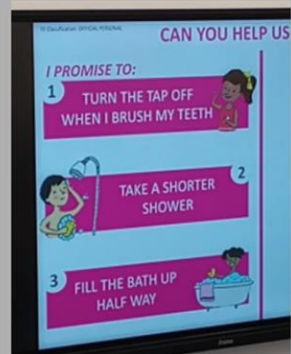 CAN YOU HELP US
I PROMISE TO:
1
TURN THE TAP OFF
WHEN I BRUSH MY TEETH
2
TAKE A SHORTER
SHOWER
3
FILL THE BATH UP
HALF WAY